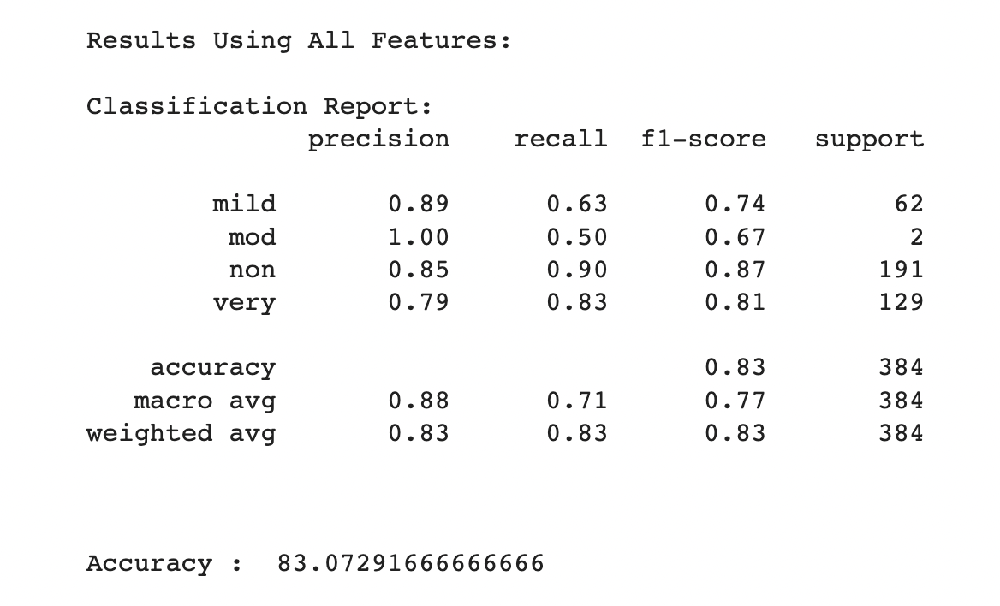 Results Using All Features:
Classification Report:
precision recall f1-score support
mild 0.89 0.63 0.74 62
mod 1.00 0.50 0.67 2
non 0.85 0.90 0.87 191
very 0.79 0.83 0.81 129
accuracy 0.83 384
macro avg 0.88 0.71 0.77 384
weighted avg 0.83 0.83 0.83 384
Accuracy : 83.07291666666666